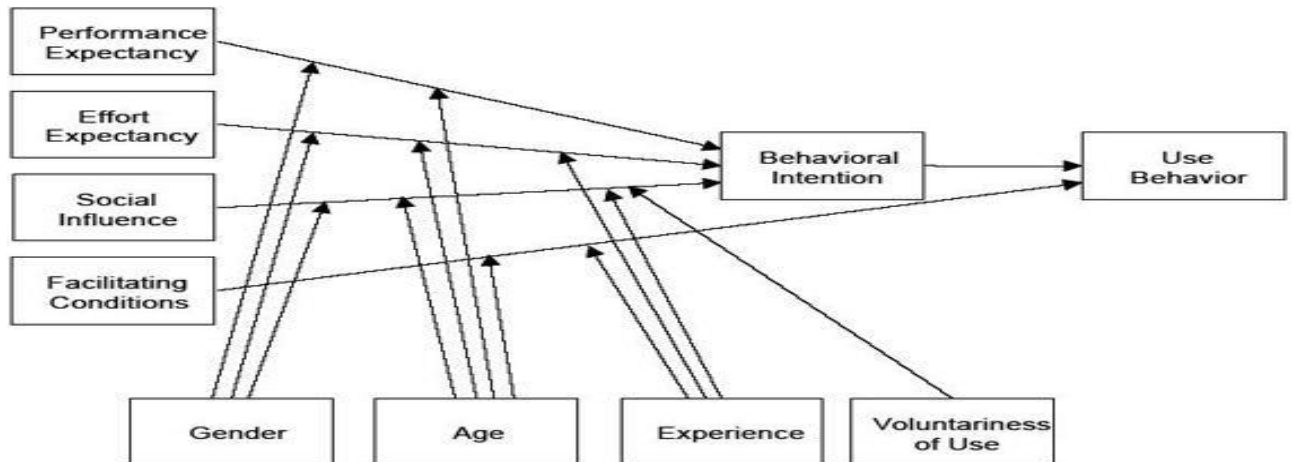 Performance
Expectancy
Effort
Expectancy
Social
Influence
Facilitating
Conditions
Behavioral
Intention
Use
Behavior
Gender
Age
Experience
Voluntariness
of Use